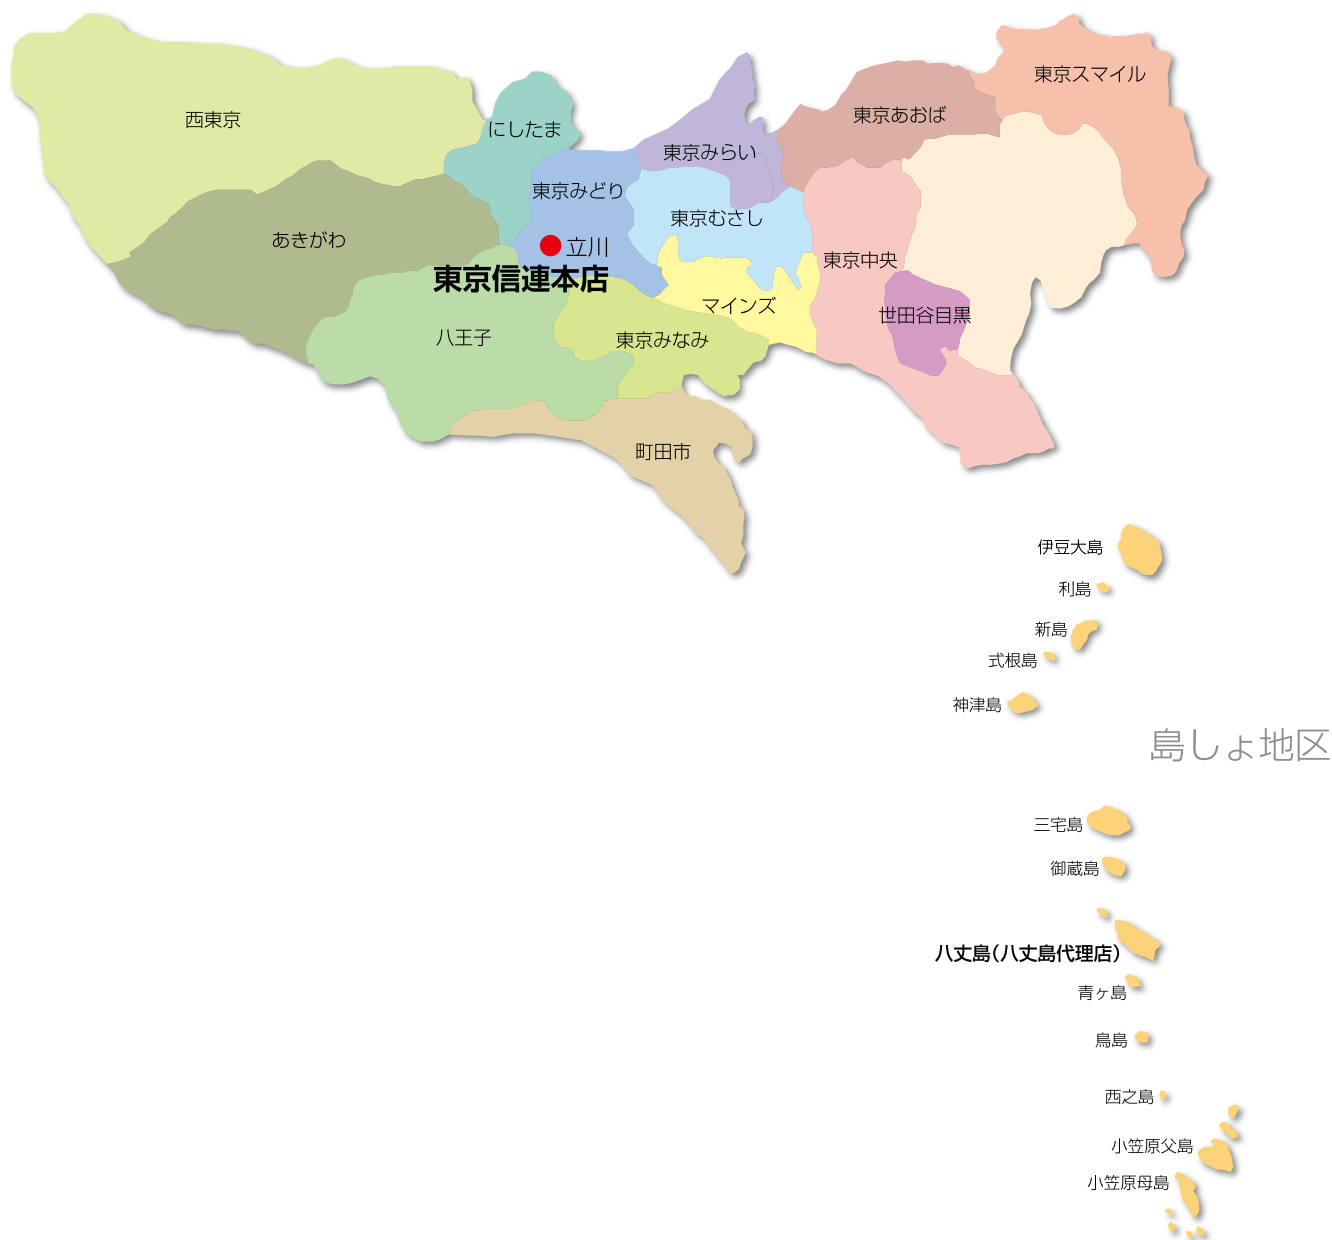 東京スマイル
東京あおば
西東京
にしたま
東京みらい
東京みどり
東京むさし
あきがわ
立川
東京中央
東京信連本店
マインズ
世田谷目黒
八王子
東京みなみ
町田市
伊豆大島
利島
新島
式根島
神津島
島しょ地区
三宅島
御蔵島
八丈島(八丈島代理店)
青ヶ島
鳥島
西之島
小笠原父島
小笠原母島